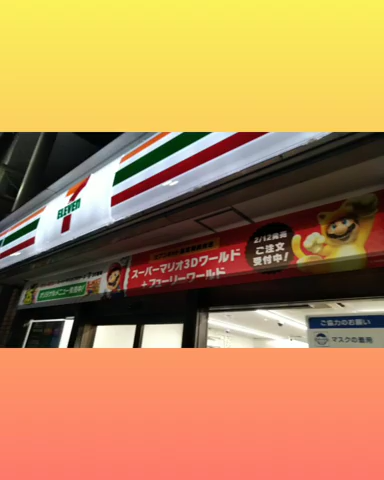 7
ELEVEN
2/12発売
ご注文
受付中!
スーパーマリオ3Dワールド
+フューリーワールド
ご協力のお願い
マスクの着用